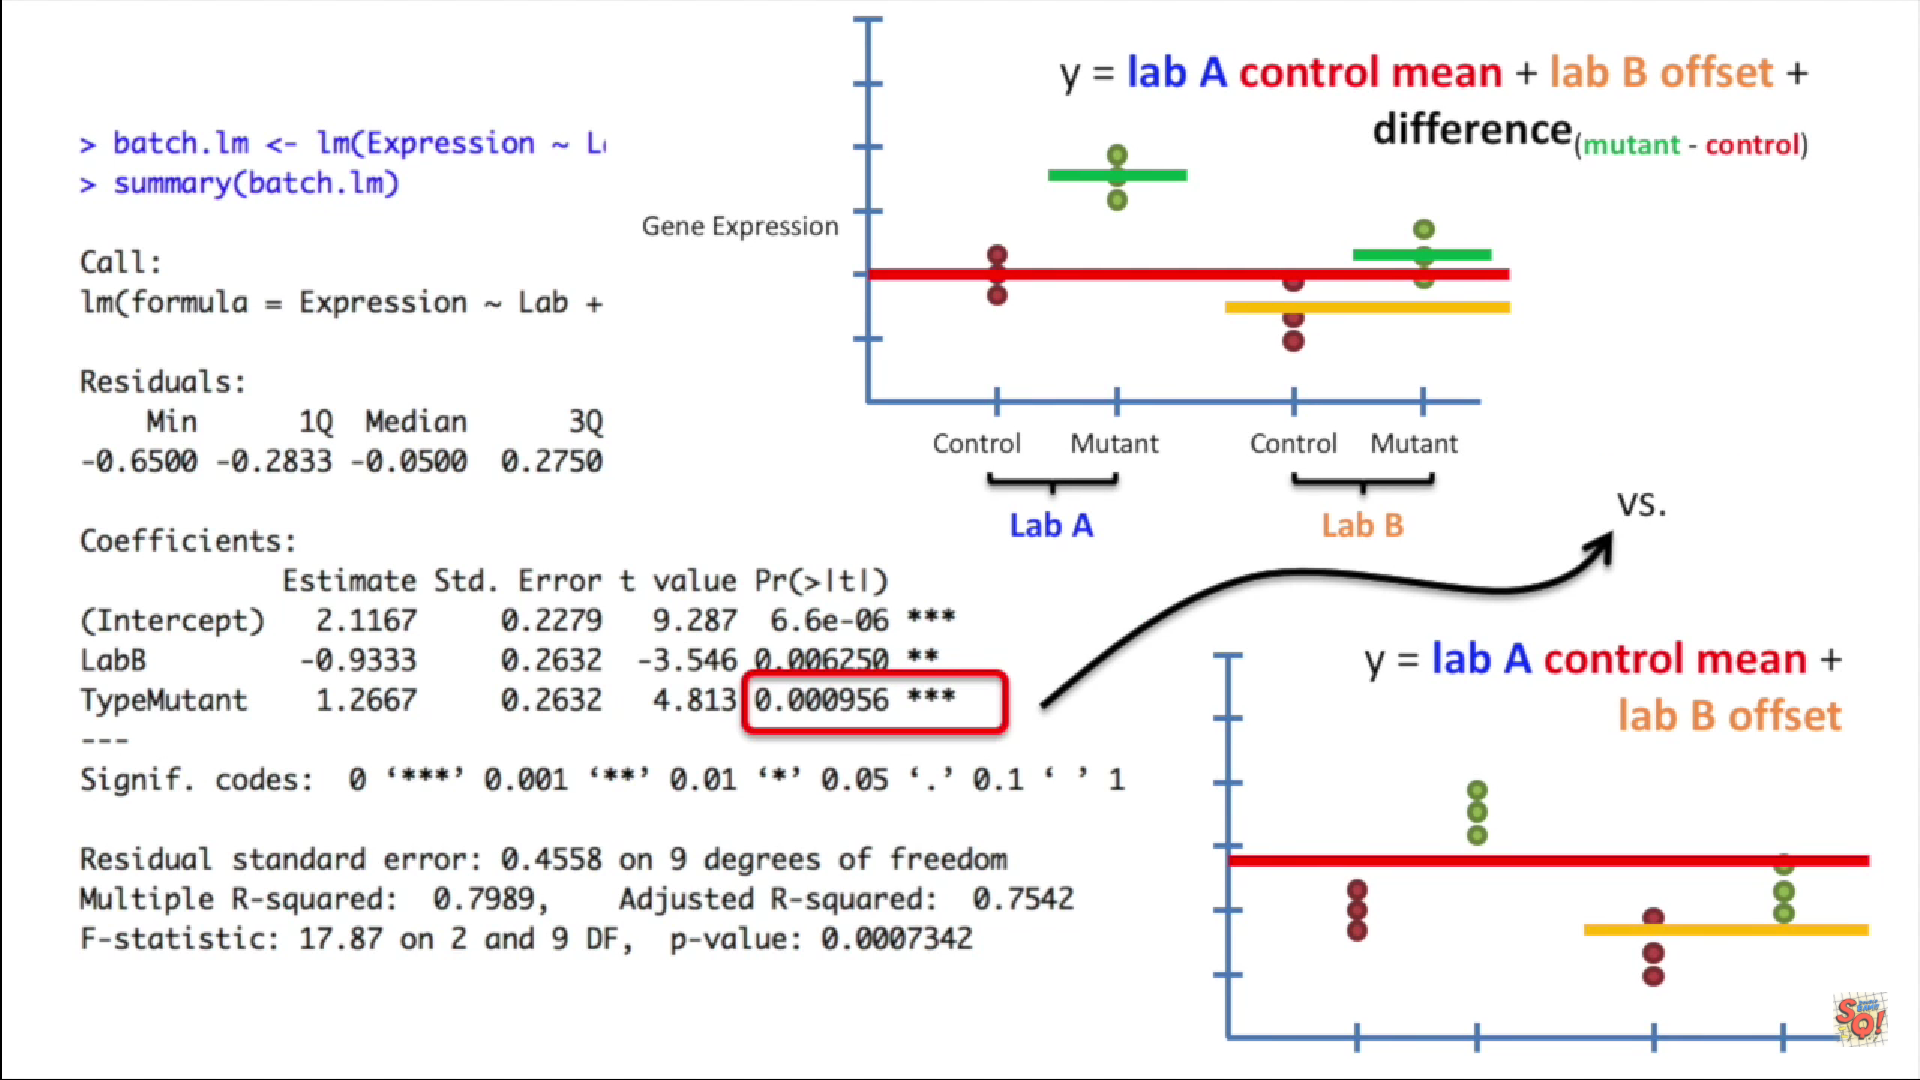 > batch.lm <- lm(Expression ~ L
> summary(batch.lm)
Call:
lm(formula = Expression ~ Lab +
Residuals:
Min 1Q Median 3Q
-0.6500 -0.2833 -0.0500 0.2750
Coefficients:
Estimate Std. Error t value Pr(>|t|)
(Intercept) 2.1167 0.2279 9.287 6.6e-06 ***
LabB -0.9333 0.2632 -3.546 0.006250 **
TypeMutant 1.2667 0.2632 4.813 0.000956 ***
---
Signif. codes: 0 ‘***’ 0.001 ‘**’ 0.01 ‘*’ 0.05 ‘.’ 0.1 ‘ ’ 1
Residual standard error: 0.4558 on 9 degrees of freedom
Multiple R-squared: 0.7989, Adjusted R-squared: 0.7542
F-statistic: 17.87 on 2 and 9 DF, p-value: 0.0007342
y = lab A control mean + lab B offset +
difference(mutant - control)
Gene Expression
Control Mutant Control Mutant
Lab A Lab B
vs.
y = lab A control mean +
lab B offset
SQ!